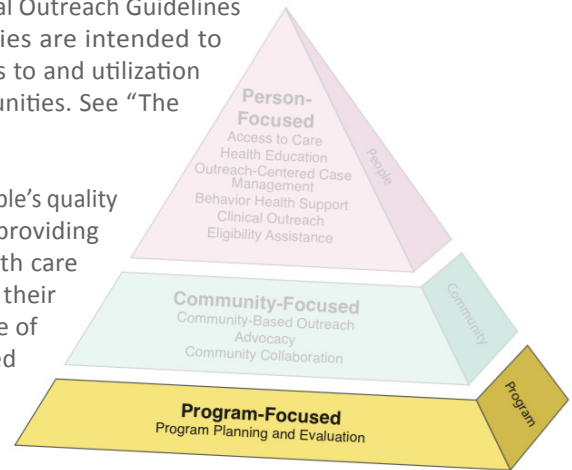 al Outreach Guidelines
ies are intended to
s to and utilization
unities. See “The
ple’s quality
providing
th care
their
e of
ed
Person-
Focused
Access to Care
Health Education
Outreach-Centered Case
Management
Behavior Health Support
Clinical Outreach
Eligibility Assistance
People
Community-Focused
Community-Based Outreach
Advocacy
Community Collaboration
Community
Program-Focused
Program Planning and Evaluation
Program